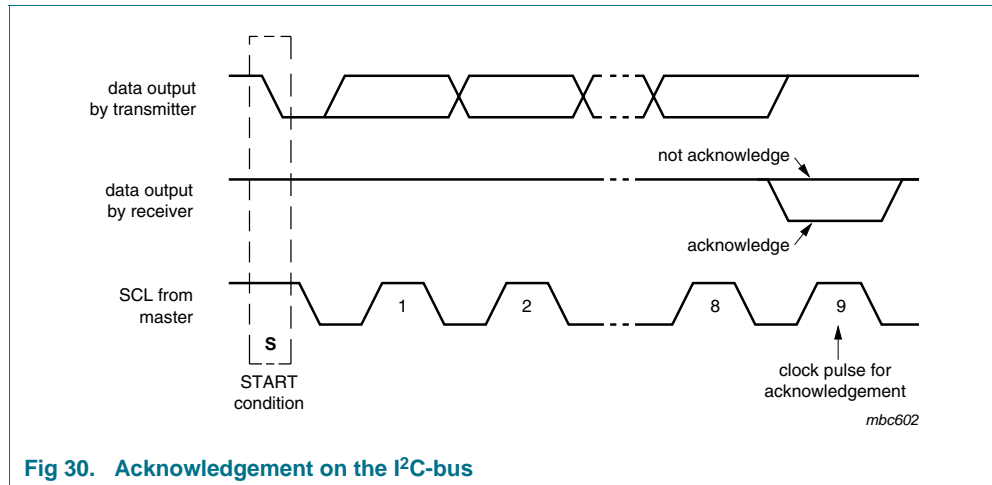 data output
by transmitter
not acknowledge
data output
by receiver
acknowledge
SCL from
master
1
2
8
9
S
START
condition
clock pulse for
acknowledgement
mbc602
Fig 30. Acknowledgement on the I²C-bus